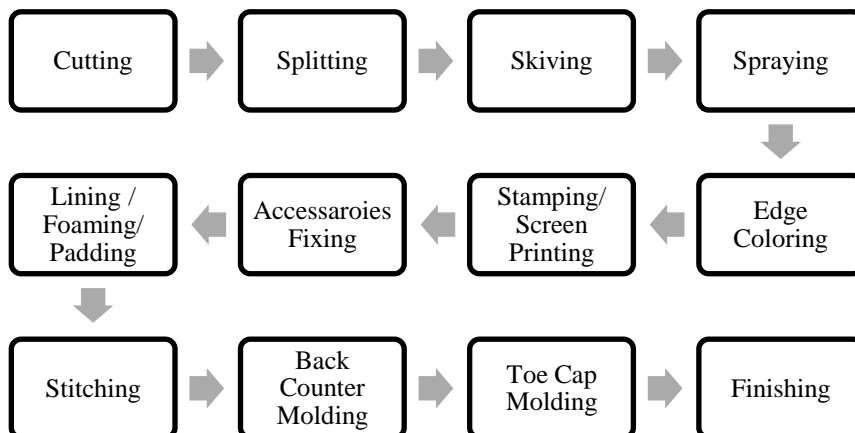 Cutting
Splitting
Skiving
Spraying
Edge
Coloring
Stamping/
Screen
Printing
Accessaroies
Fixing
Lining /
Foaming/
Padding
Stitching
Back
Counter
Molding
Toe Cap
Molding
Finishing